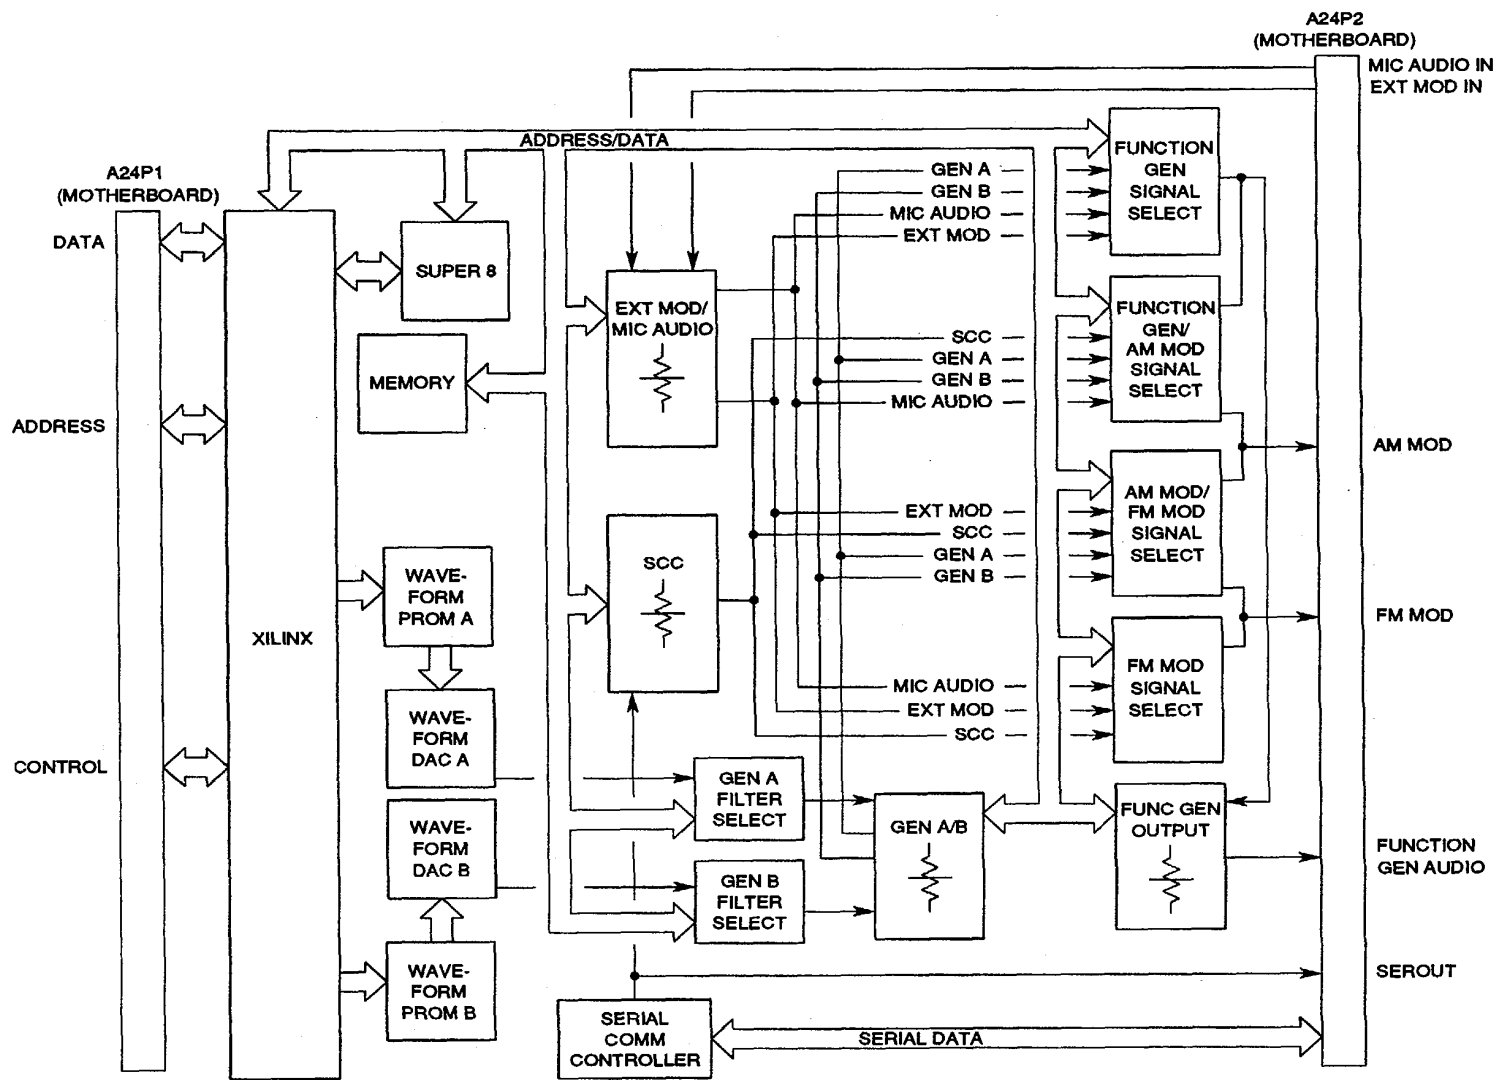 A24P2
(MOTHERBOARD)
MIC AUDIO IN
EXT MOD IN
ADDRESS/DATA
A24P1
(MOTHERBOARD)
DATA
ADDRESS
CONTROL
XILINX
SUPER 8
MEMORY
WAVE-
FORM
PROM A
WAVE-
FORM
DAC A
WAVE-
FORM
DAC B
WAVE-
FORM
PROM B
EXT MOD/
MIC AUDIO
SCC
GEN A
FILTER
SELECT
GEN B
FILTER
SELECT
SERIAL
COMM
CONTROLLER
GEN A/B
GEN A
GEN B
MIC AUDIO
EXT MOD
SCC
GEN A
GEN B
MIC AUDIO
EXT MOD
SCC
GEN A
GEN B
MIC AUDIO
EXT MOD
SCC
FUNCTION
GEN
SIGNAL
SELECT
FUNCTION
GEN/
AM MOD
SIGNAL
SELECT
AM MOD/
FM MOD
SIGNAL
SELECT
FM MOD
SIGNAL
SELECT
FUNC GEN
OUTPUT
AM MOD
FM MOD
FUNCTION
GEN AUDIO
SEROUT
SERIAL DATA